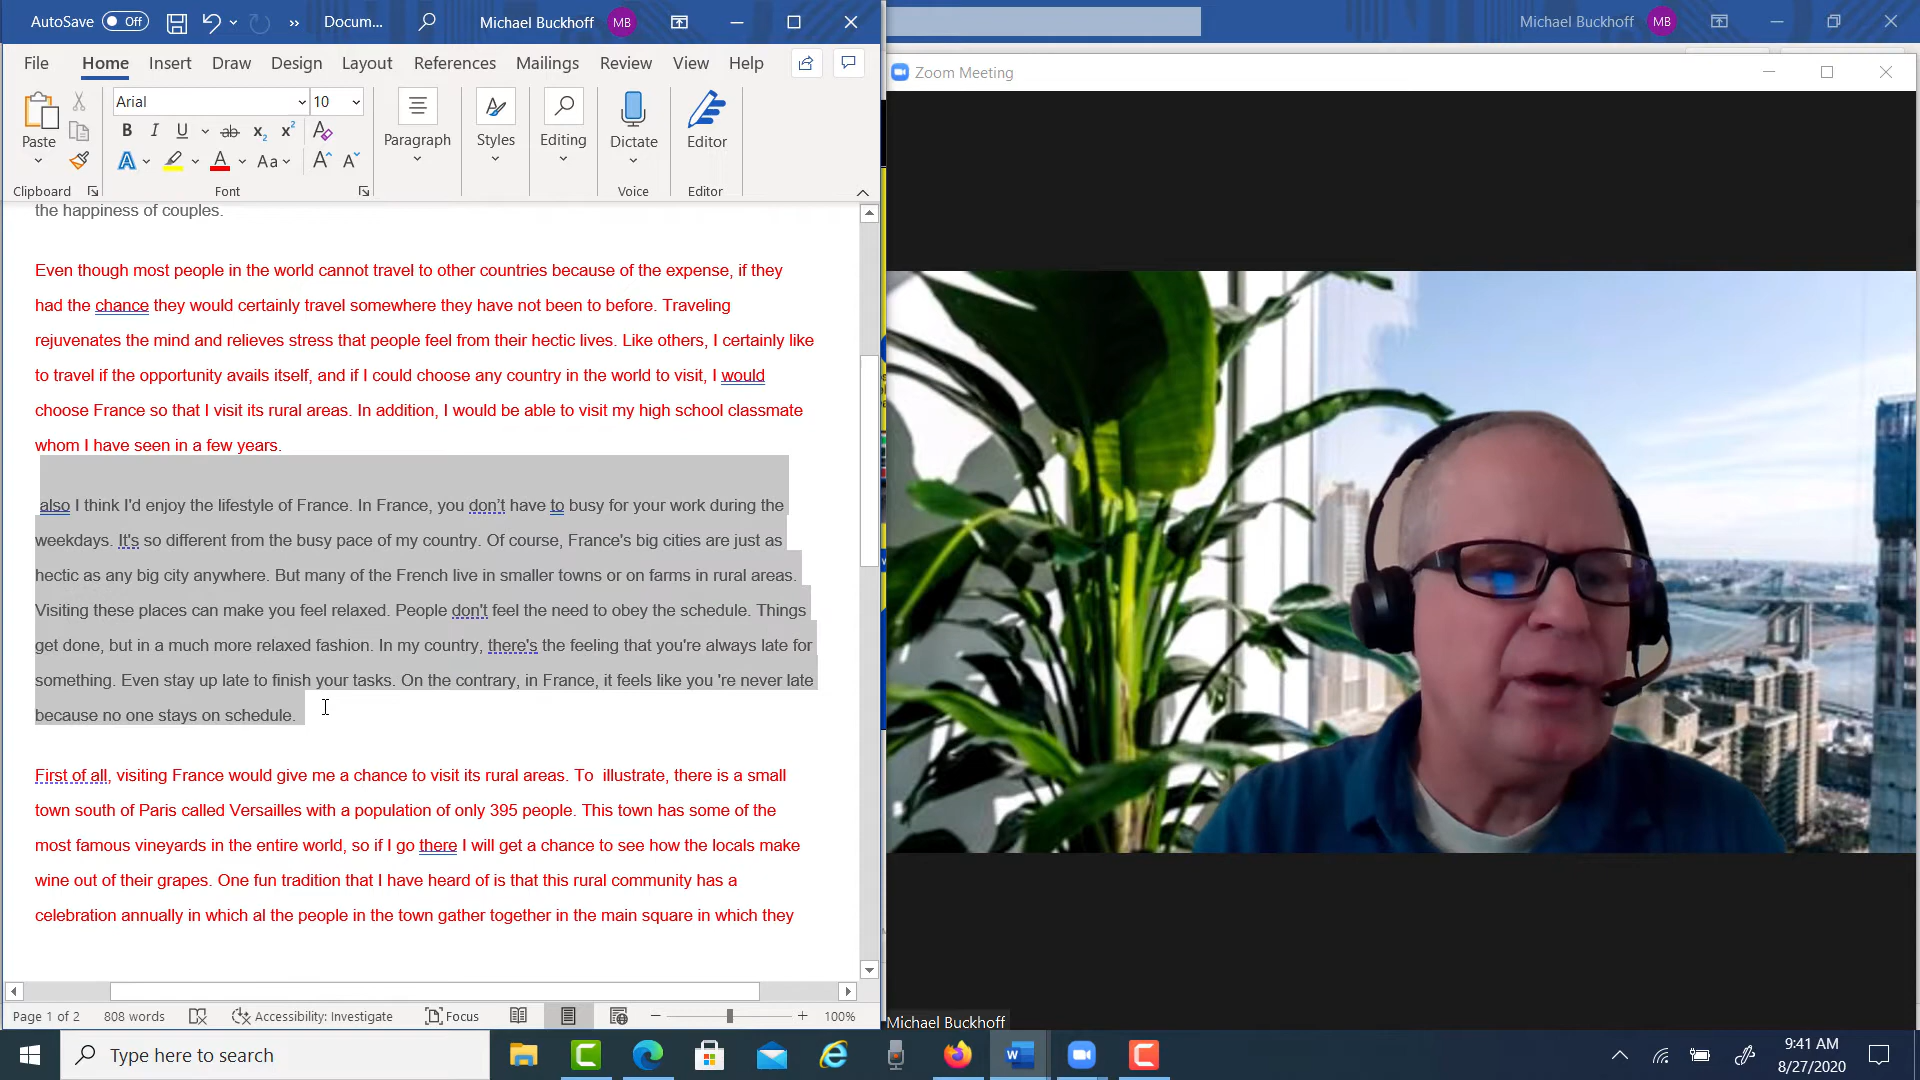 AutoSave Off » Docum... Michael Buckhoff MB
Michael Buckhoff MB
File Home Insert Draw Design Layout References Mailings Review View Help
Zoom Meeting
Arial 10
Paste
B I U ab x₂ x² A
A A Aa A A
Paragraph Styles Editing Dictate Editor
Clipboard Font Voice Editor
the happiness of couples.
Even though most people in the world cannot travel to other countries because of the expense, if they
had the chance they would certainly travel somewhere they have not been to before. Traveling
rejuvenates the mind and relieves stress that people feel from their hectic lives. Like others, I certainly like
to travel if the opportunity avails itself, and if I could choose any country in the world to visit, I would
choose France so that I visit its rural areas. In addition, I would be able to visit my high school classmate
whom I have seen in a few years.
also I think I'd enjoy the lifestyle of France. In France, you don't have to busy for your work during the
weekdays. It's so different from the busy pace of my country. Of course, France's big cities are just as
hectic as any big city anywhere. But many of the French live in smaller towns or on farms in rural areas.
Visiting these places can make you feel relaxed. People don't feel the need to obey the schedule. Things
get done, but in a much more relaxed fashion. In my country, there's the feeling that you're always late for
something. Even stay up late to finish your tasks. On the contrary, in France, it feels like you 're never late
because no one stays on schedule.
First of all, visiting France would give me a chance to visit its rural areas. To  illustrate, there is a small
town south of Paris called Versailles with a population of only 395 people. This town has some of the
most famous vineyards in the entire world, so if I go there I will get a chance to see how the locals make
wine out of their grapes. One fun tradition that I have heard of is that this rural community has a
celebration annually in which al the people in the town gather together in the main square in which they
Page 1 of 2 808 words Accessibility: Investigate Focus 100%
Michael Buckhoff
Type here to search
9:41 AM
8/27/2020